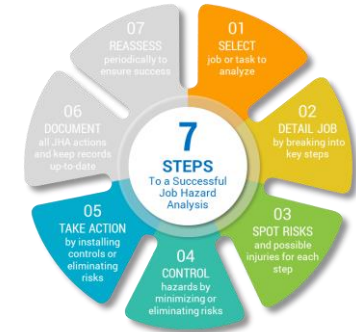 7
STEPS
To a Successful
Job Hazard
Analysis
01
SELECT
job or task to
analyze
02
DETAIL JOB
by breaking into
key steps
03
SPOT RISKS
and possible
injuries for each
step
04
CONTROL
hazards by
minimizing or
eliminating risks
05
TAKE ACTION
by installing
controls or
eliminating
risks
06
DOCUMENT
all JHA actions
and keep records
up-to-date
07
REASSESS
periodically to
ensure success